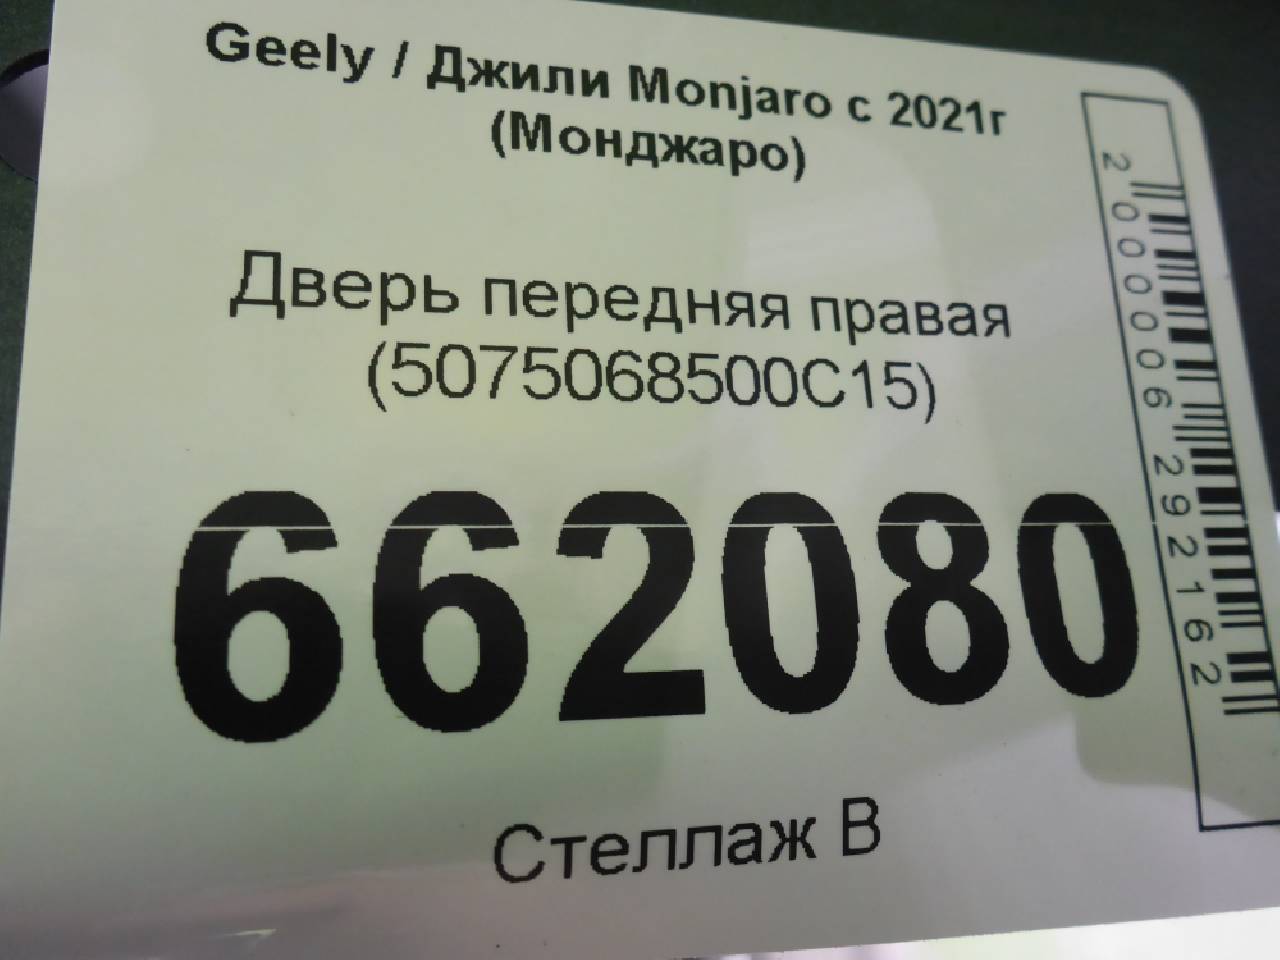 Geely / Джили Monjaro с 2021г
(Монджаро)
Дверь передняя правая
(5075068500C15)
662080
Стеллаж В
2000006292162